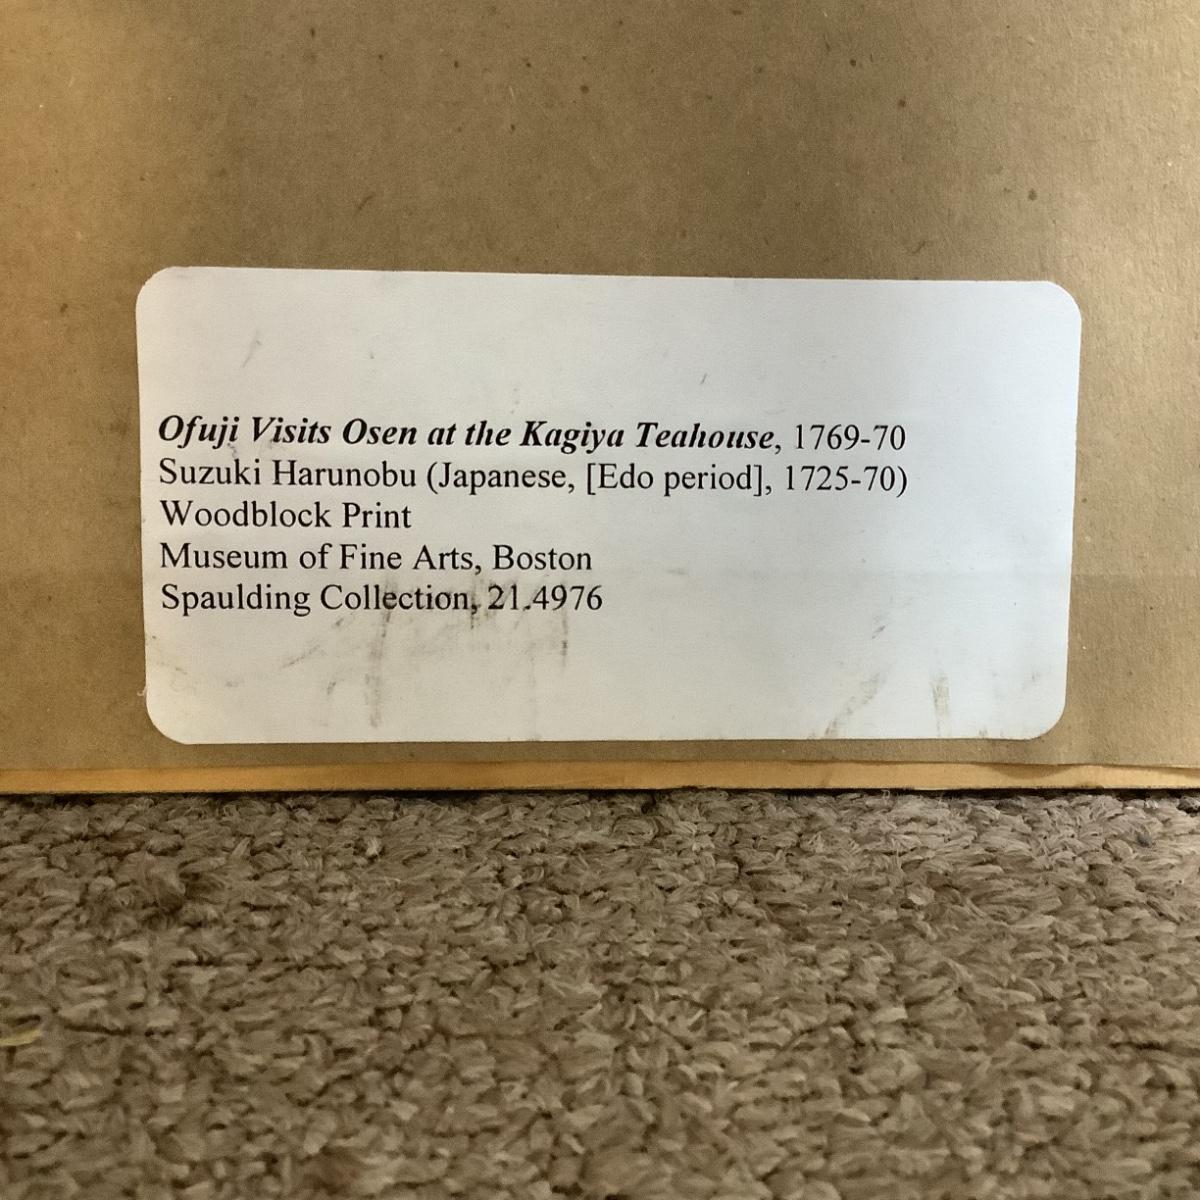 Ofuji Visits Osen at the Kagiya Teahouse, 1769-70
Suzuki Harunobu (Japanese, [Edo period], 1725-70)
Woodblock Print
Museum of Fine Arts, Boston
Spaulding Collection, 21.4976